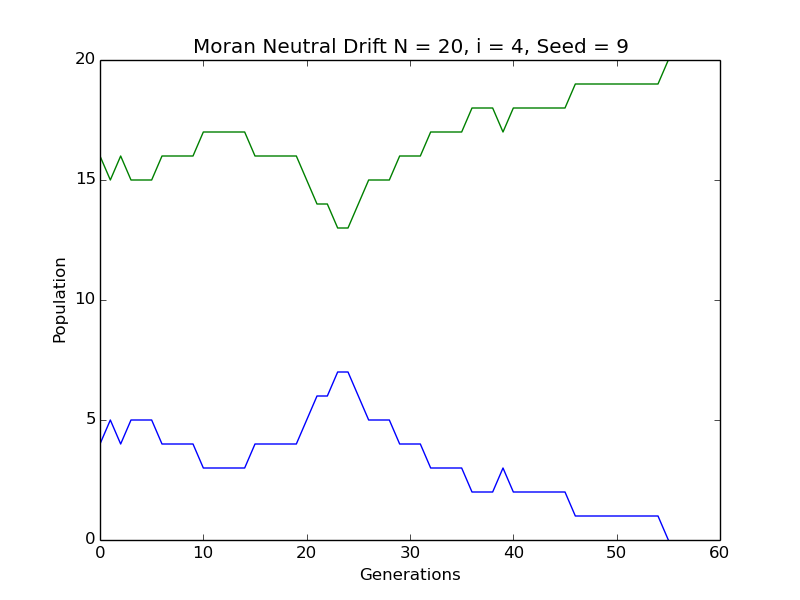 Moran Neutral Drift N = 20, i = 4, Seed = 9
20
15
10
5
0
Population
0 10 20 30 40 50 60
Generations